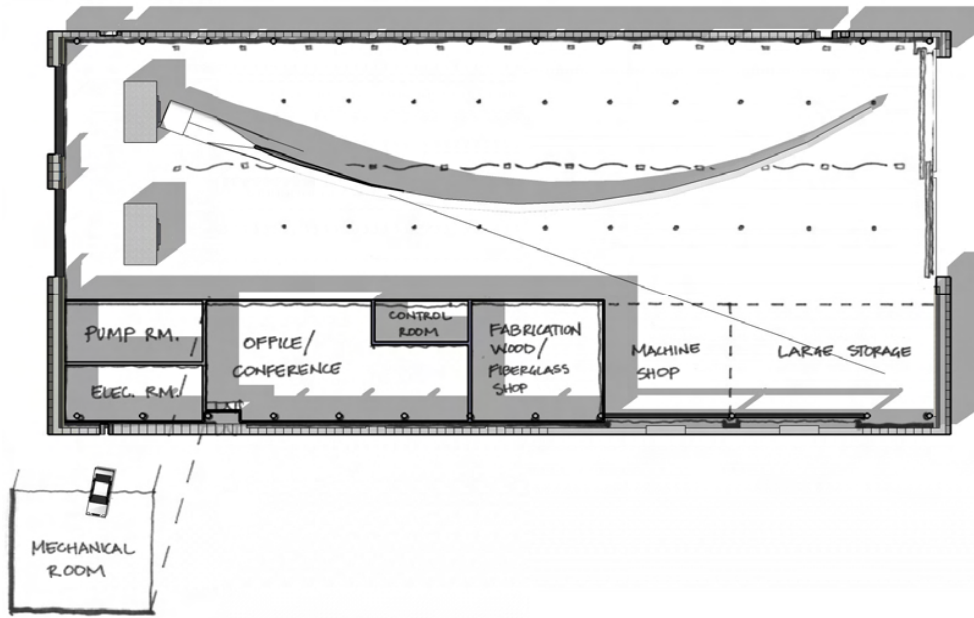 PUMP RM.
ELEC. RM./
OFFICE/
CONFERENCE
CONTROL
ROOM
FABRICATION
WOOD/
FIBERGLASS
SHOP
MACHINE
SHOP
LARGE STORAGE
MECHANICAL
ROOM